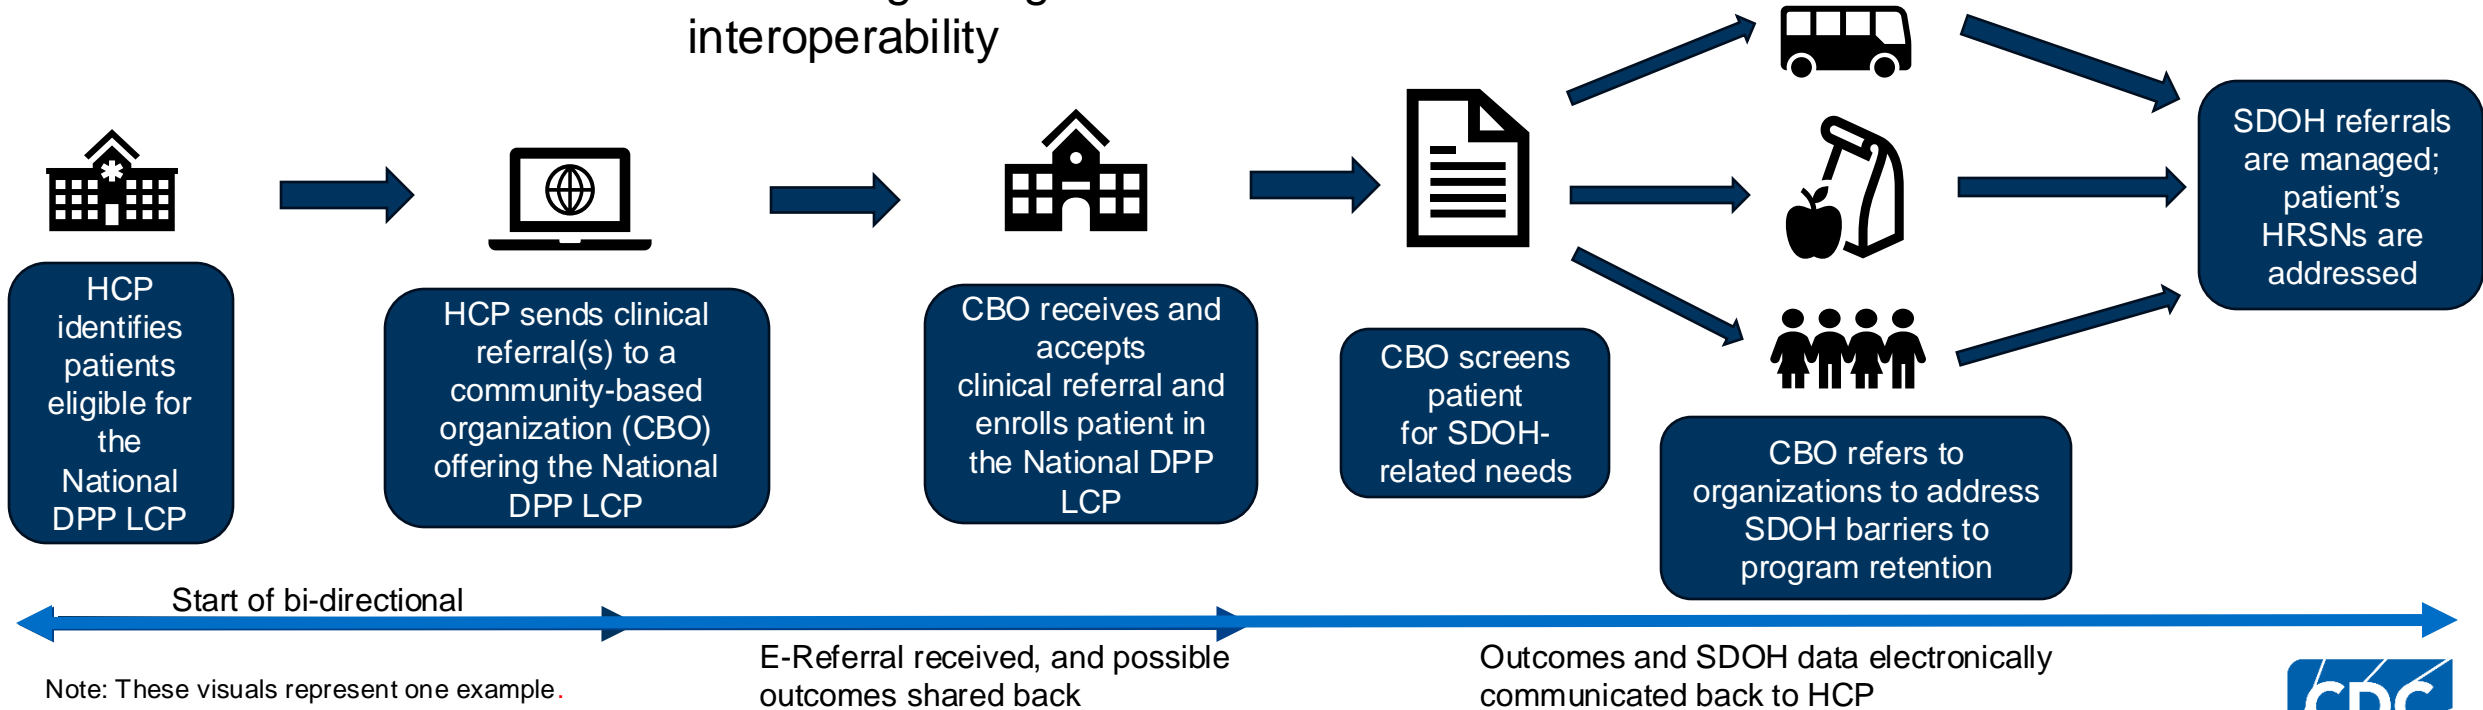 interoperability
HCP
identifies
patients
eligible for
the
National
DPP LCP
HCP sends clinical
referral(s) to a
community-based
organization (CBO)
offering the National
DPP LCP
CBO receives and
accepts
clinical referral and
enrolls patient in
the National DPP
LCP
CBO screens
patient
for SDOH-
related needs
CBO refers to
organizations to address
SDOH barriers to
program retention
SDOH referrals
are managed;
patient’s
HRSNs are
addressed
Start of bi-directional
E-Referral received, and possible
outcomes shared back
Outcomes and SDOH data electronically
communicated back to HCP
Note: These visuals represent one example.
CDC